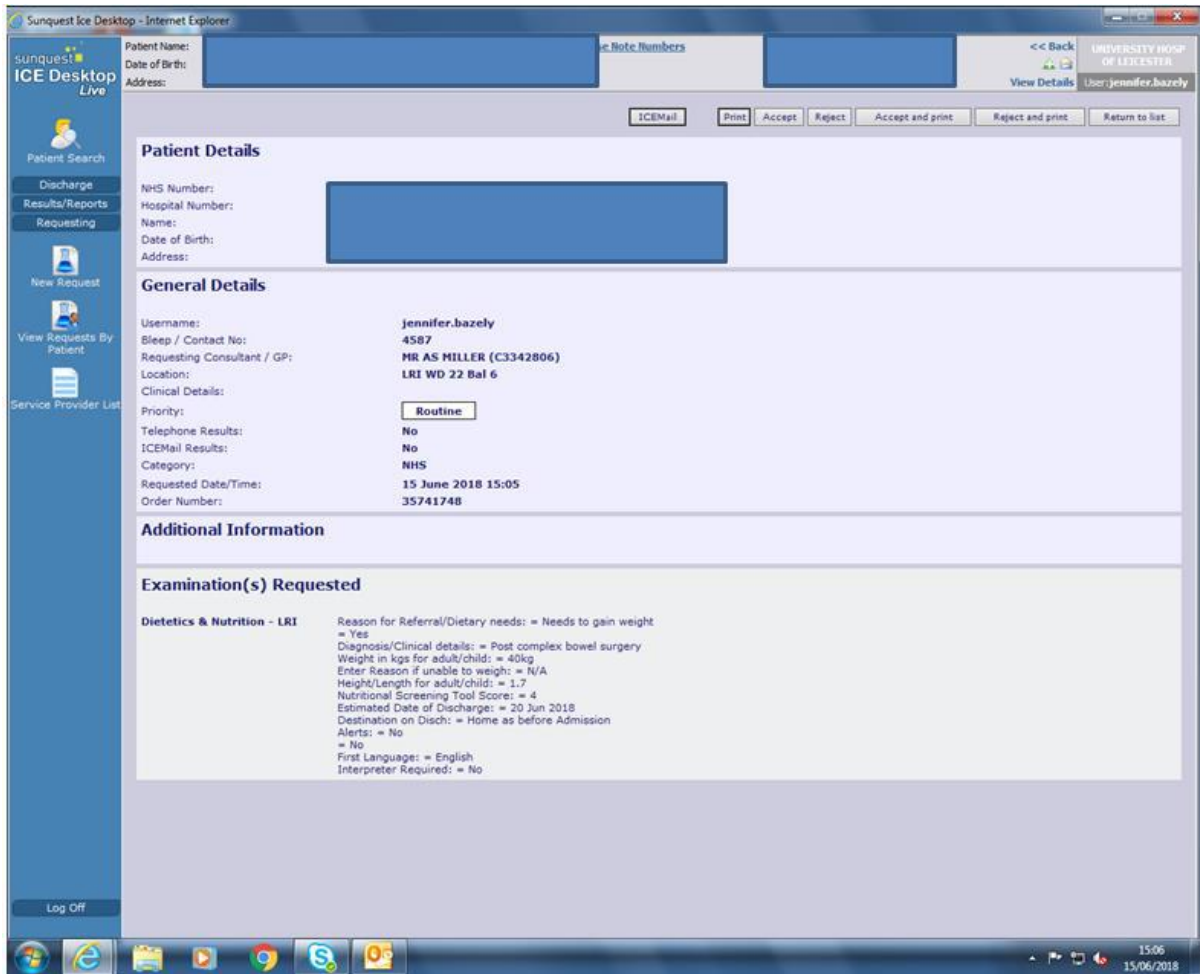 Sunquest Ice Desktop - Internet Explorer
sunquest
ICE Desktop
Live
Patient Name:
Date of Birth:
Address:
e Note Numbers
<< Back
View Details
UNIVERSITY HOSP
OF LEICESTER
User: jennifer.bazely
ICEMail
Print
Accept
Reject
Accept and print
Reject and print
Return to list
Patient Search
Discharge
Results/Reports
Requesting
New Request
View Requests By
Patient
Service Provider List
Log Off
Patient Details
NHS Number:
Hospital Number:
Name:
Date of Birth:
Address:
General Details
Username: jennifer.bazely
Bleep / Contact No: 4587
Requesting Consultant / GP: MR AS MILLER (C3342806)
Location: LRI WD 22 Bal 6
Clinical Details:
Priority: Routine
Telephone Results: No
ICEMail Results: No
Category: NHS
Requested Date/Time: 15 June 2018 15:05
Order Number: 35741748
Additional Information
Examination(s) Requested
Dietetics & Nutrition - LRI Reason for Referral/Dietary needs: = Needs to gain weight
= Yes
Diagnosis/Clinical details: = Post complex bowel surgery
Weight in kgs for adult/child: = 40kg
Enter Reason if unable to weigh: = N/A
Height/Length for adult/child: = 1.7
Nutritional Screening Tool Score: = 4
Estimated Date of Discharge: = 20 Jun 2018
Destination on Disch: = Home as before Admission
Alerts: = No
= No
First Language: = English
Interpreter Required: = No
15:06
15/06/2018